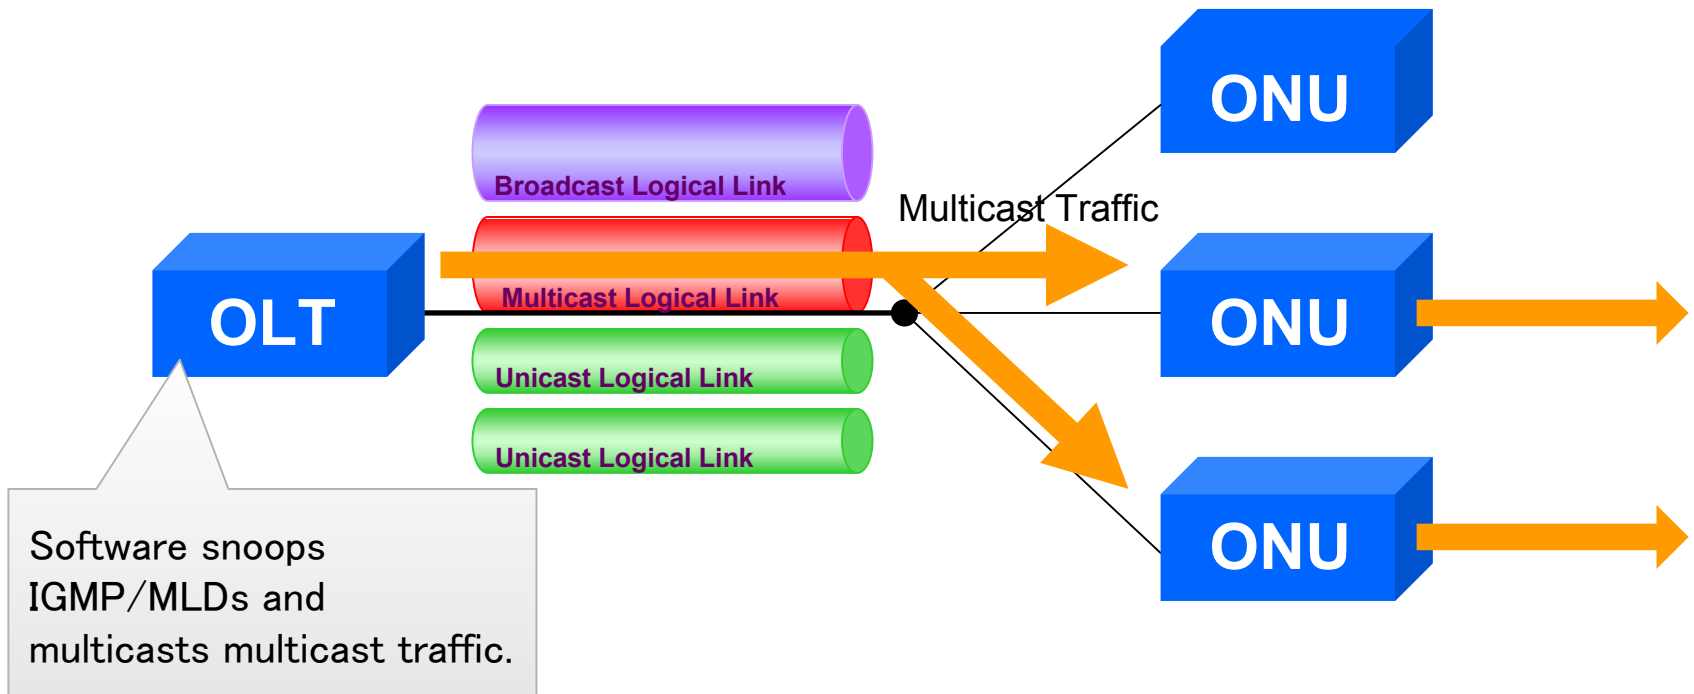 ONU
Broadcast Logical Link
Multicast Traffic
OLT
Multicast Logical Link
ONU
Unicast Logical Link
Unicast Logical Link
ONU
Software snoops
IGMP/MLDs and
multicasts multicast traffic.